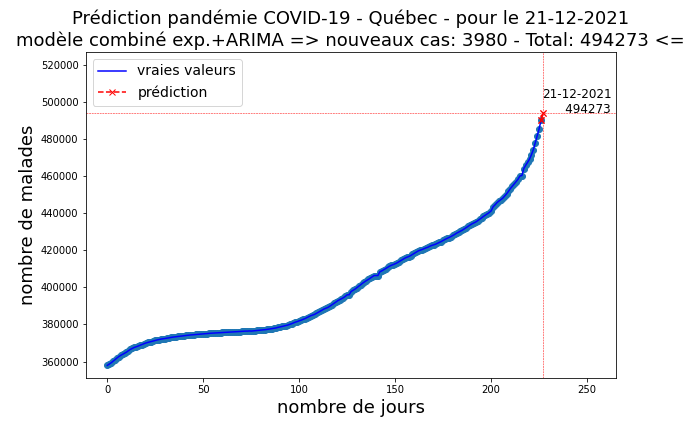 Prédiction pandémie COVID-19 - Québec - pour le 21-12-2021
modèle combiné exp.+ARIMA => nouveaux cas: 3980 - Total: 494273 <=
520000
500000
480000
460000
440000
420000
400000
380000
360000
nombre de malades
vraies valeurs
prédiction
21-12-2021
494273
0 50 100 150 200 250
nombre de jours